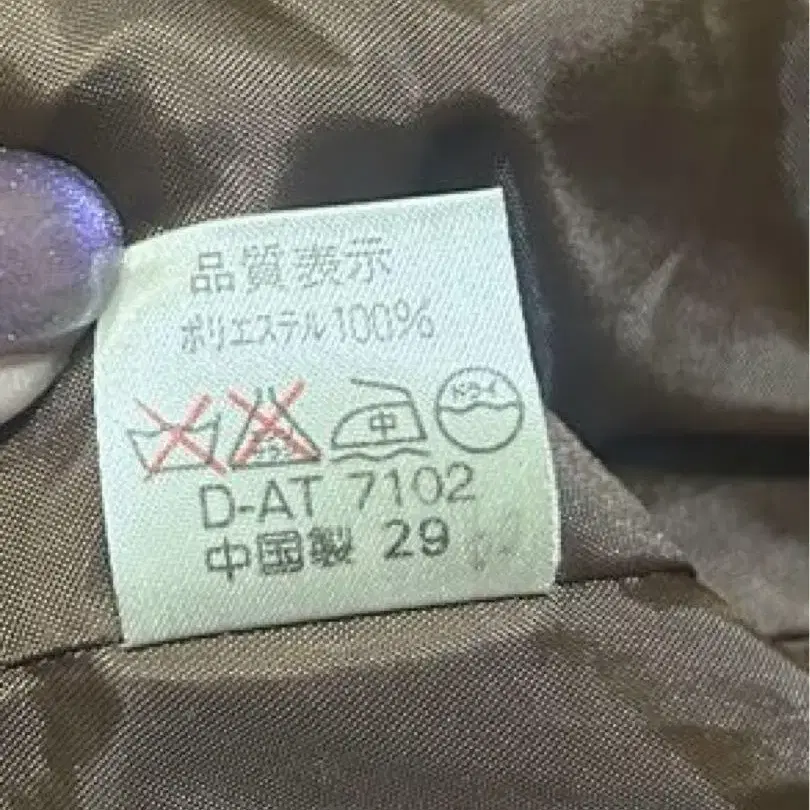 品質表示
ポリエステル100%
中 ドライ
D-AT 7102
中国製 29